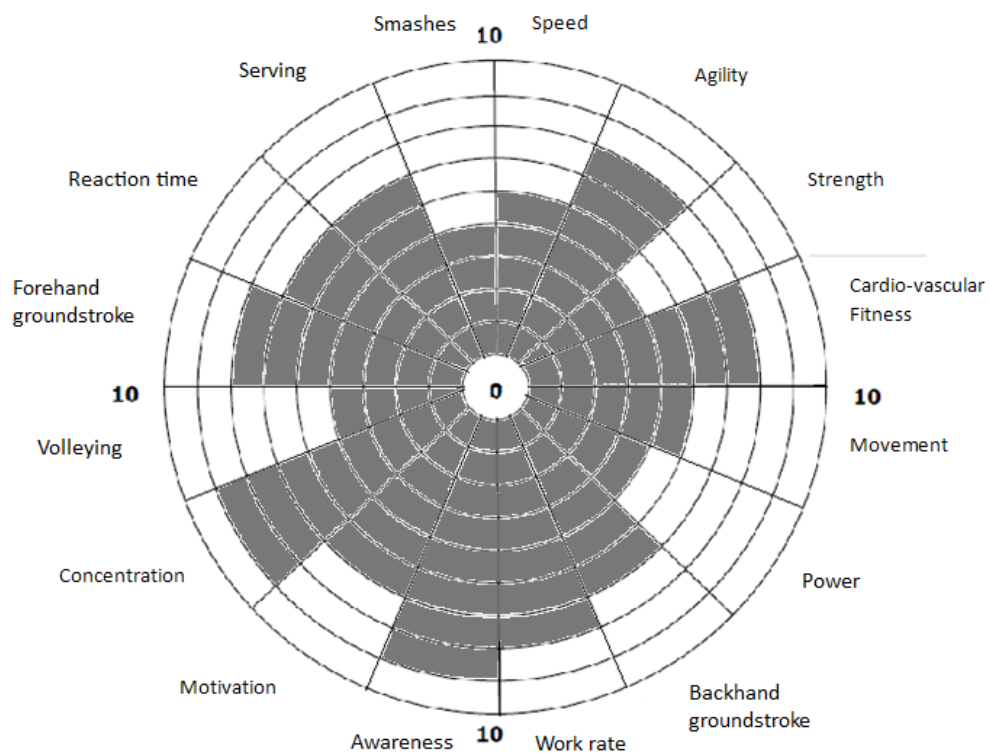 Smashes
10
Speed
Serving
Agility
Reaction time
Strength
Forehand
groundstroke
Cardio-vascular
Fitness
10
0
10
Volleying
Movement
Concentration
Power
Motivation
Backhand
groundstroke
Awareness
10
Work rate